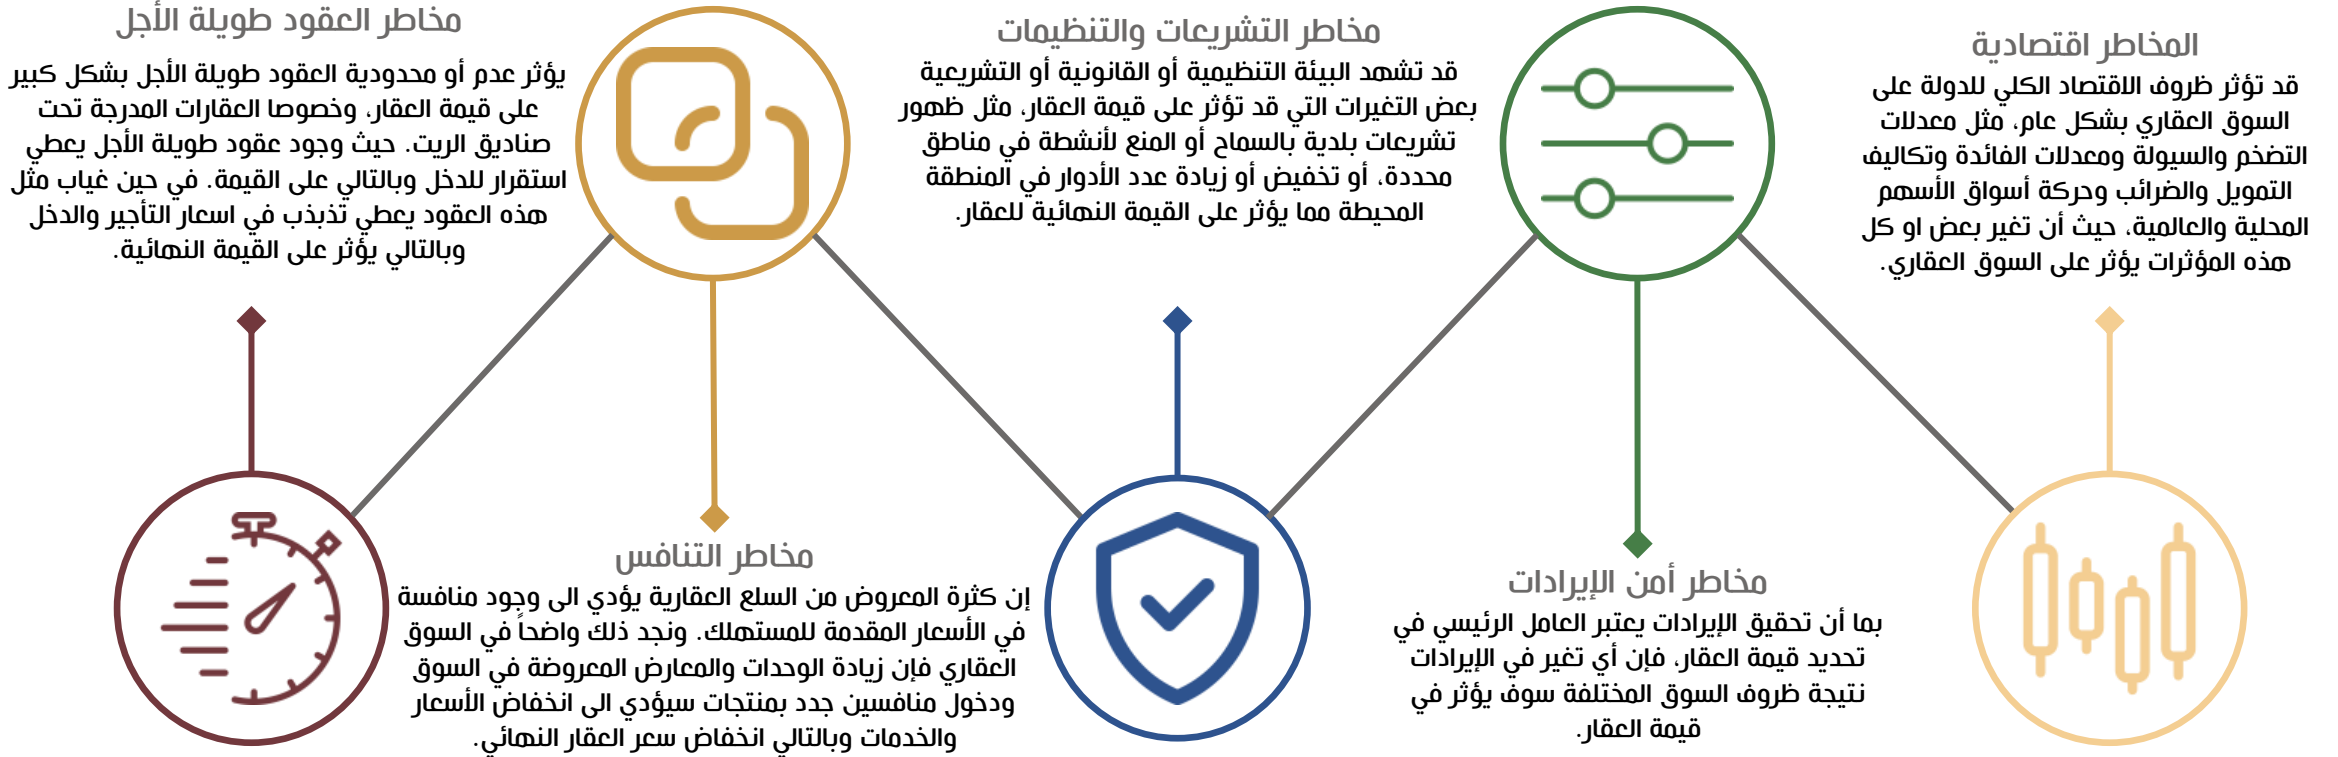 المخاطر اقتصادية
قد تؤثر ظروف الاقتصاد الكلي للدولة على
السوق العقاري بشكل عام، مثل معدلات
التضخم والسيولة ومعدلات الفائدة وتكاليف
التمويل والضرائب وحركة أسواق الأسهم
المحلية والعالمية، حيث أن تغير بعض او كل
هذه المؤثرات يؤثر على السوق العقاري.
مخاطر أمن الإيرادات
بما أن تحقيق الإيرادات يعتبر العامل الرئيسي في
تحديد قيمة العقار، فإن أي تغير في الإيرادات
نتيجة ظروف السوق المختلفة سوف يؤثر في
قيمة العقار.
مخاطر التشريعات والتنظيمات
قد تشهد البيئة التنظيمية أو القانونية أو التشريعية
بعض التغيرات التي قد تؤثر على قيمة العقار، مثل ظهور
تشريعات بلدية بالسماح أو المنع لأنشطة في مناطق
محددة، أو تخفيض أو زيادة عدد الأدوار في المنطقة
المحيطة مما يؤثر على القيمة النهائية للعقار.
مخاطر التنافس
إن كثرة المعروض من السلع العقارية يؤدي الى وجود منافسة
في الأسعار المقدمة للمستهلك. ونجد ذلك واضحاً في السوق
العقاري فإن زيادة الوحدات والمعارض المعروضة في السوق
ودخول منافسين جدد بمنتجات سيؤدي الى انخفاض الأسعار
والخدمات وبالتالي انخفاض سعر العقار النهائي.
مخاطر العقود طويلة الأجل
يؤثر عدم أو محدودية العقود طويلة الأجل بشكل كبير
على قيمة العقار، وخصوصا العقارات المدرجة تحت
صناديق الريت. حيث وجود عقود طويلة الأجل يعطي
استقرار للدخل وبالتالي على القيمة. في حين غياب مثل
هذه العقود يعطي تذبذب في اسعار التأجير والدخل
وبالتالي يؤثر على القيمة النهائية.